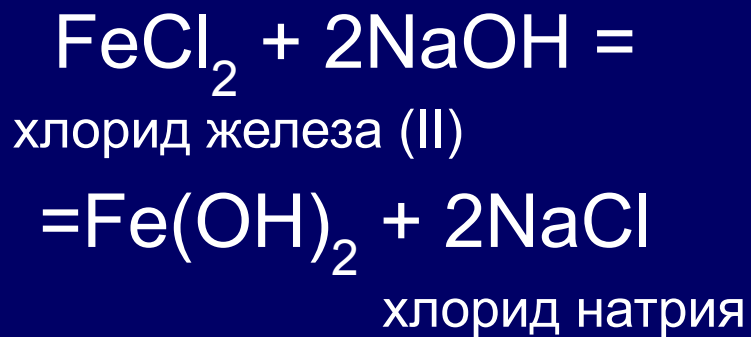 FeCl₂ + 2NaOH =
хлорид железа (II)
=Fe(OH)₂ + 2NaCl
хлорид натрия